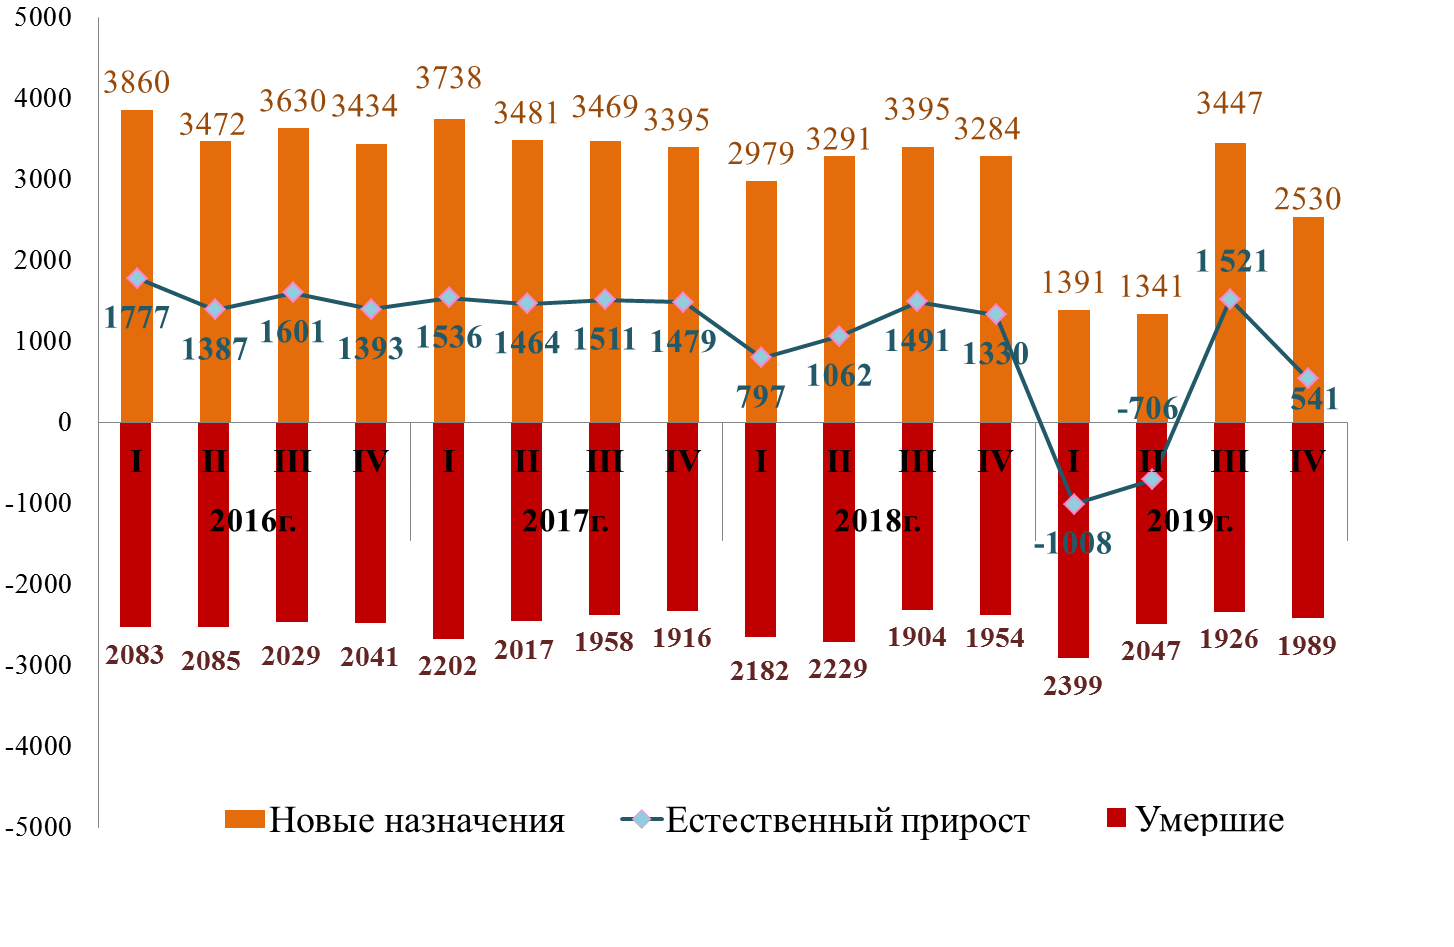 5000
4000
3000
2000
1000
0
-1000
-2000
-3000
-4000
-5000
3860 3472 3630 3434 3738 3481 3469 3395 2979 3291 3395 3284 1391 1341 3447 2530
1777 1387 1601 1393 1536 1464 1511 1479 797 1062 1491 1330 -1008 -706 1 521 541
I II III IV I II III IV I II III IV I II III IV
2016г. 2017г. 2018г. 2019г.
2083 2085 2029 2041 2202 2017 1958 1916 2182 2229 1904 1954 2399 2047 1926 1989
Новые назначения Естественный прирост Умершие